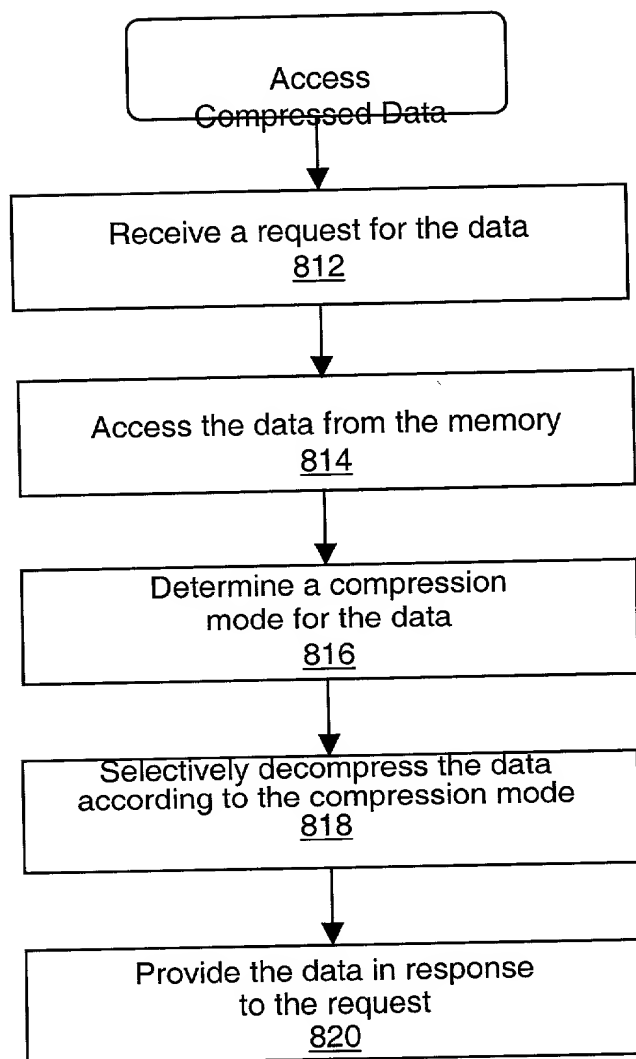 Access
Compressed Data
Receive a request for the data
812
Access the data from the memory
814
Determine a compression
mode for the data
816
Selectively decompress the data
according to the compression mode
818
Provide the data in response
to the request
820